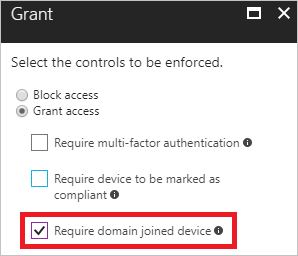 Grant
Select the controls to be enforced.
Block access
Grant access
Require multi-factor authentication
Require device to be marked as
compliant
Require domain joined device